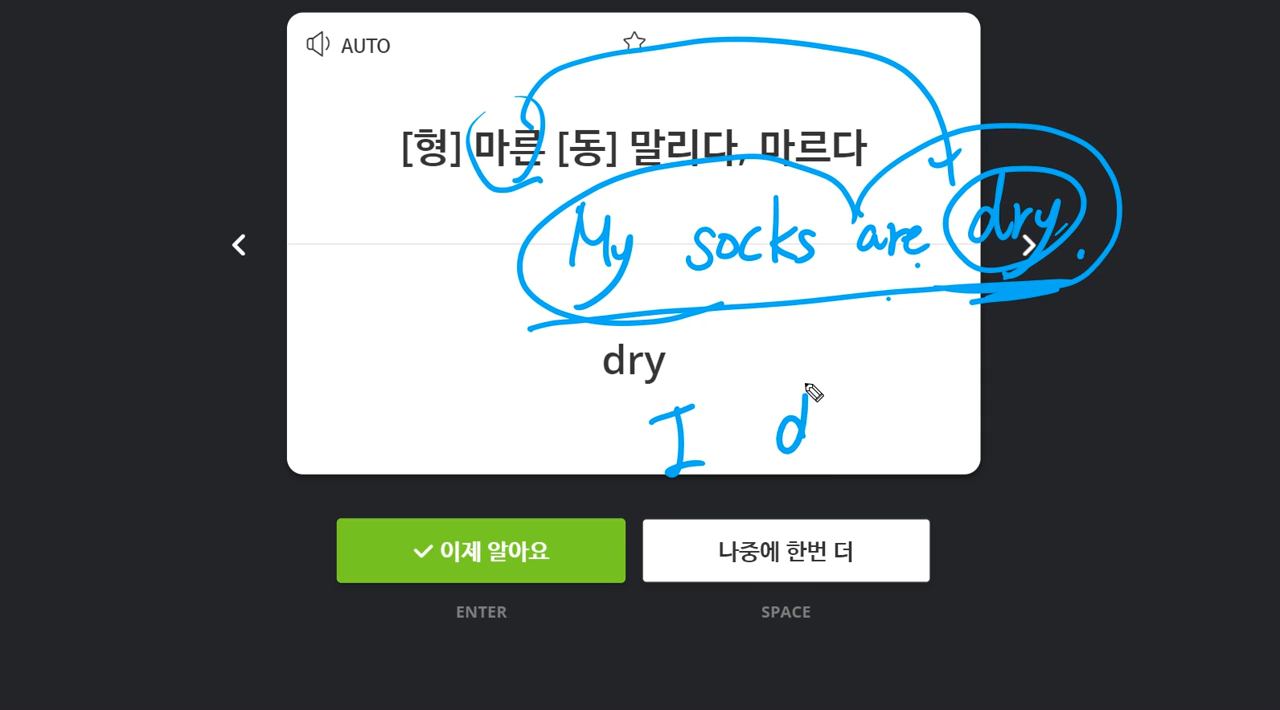 AUTO
[형] 마른 [동] 말리다, 마르다
My socks are dry.
dry
I d
이제 알아요
나중에 한번 더
ENTER
SPACE